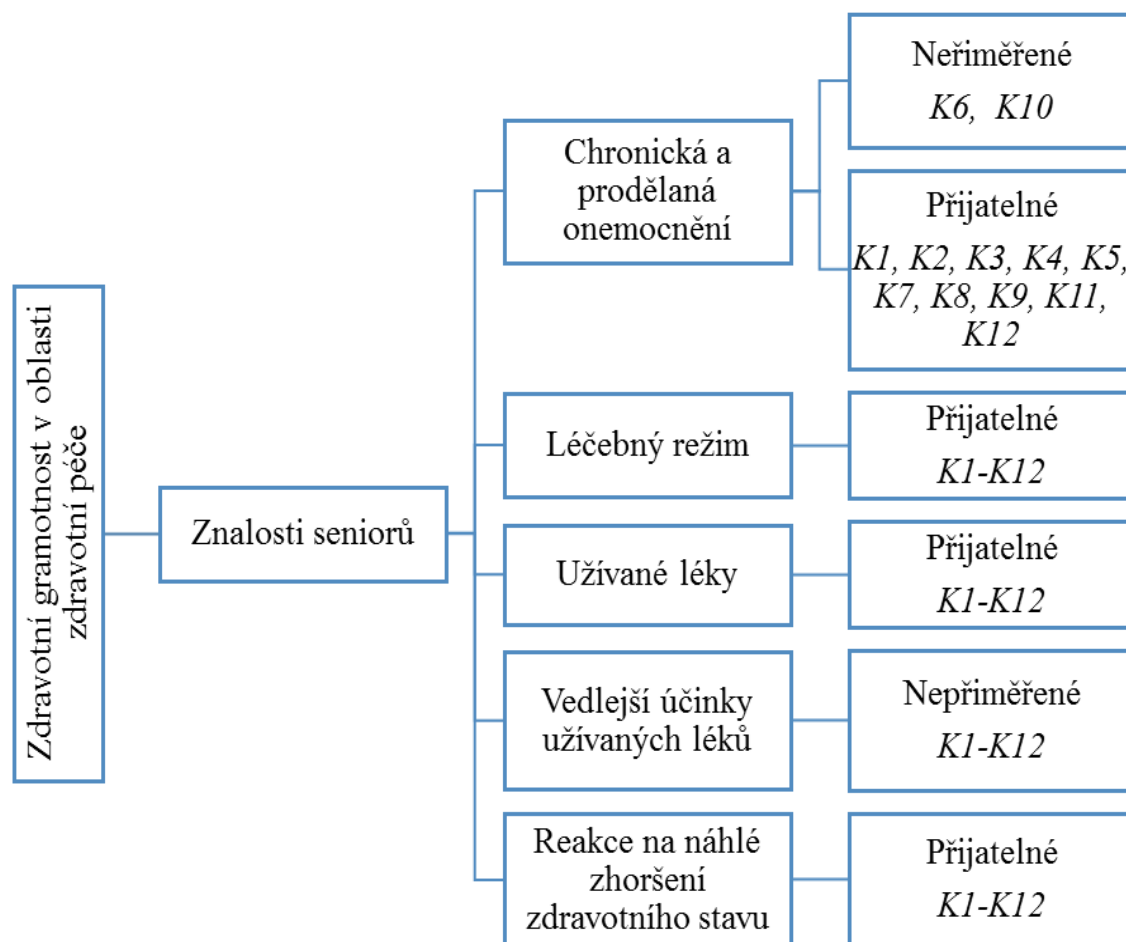 Zdravotní gramotnost v oblasti
zdravotní péče
Znalosti seniorů
Chronická a
prodělaná
onemocnění
Neřiměřené
K6, K10
Přijatelné
K1, K2, K3, K4, K5,
K7, K8, K9, K11,
K12
Léčebný režim
Přijatelné
K1-K12
Užívané léky
Přijatelné
K1-K12
Vedlejší účinky
užívaných léků
Nepřiměřené
K1-K12
Reakce na náhlé
zhoršení
zdravotního stavu
Přijatelné
K1-K12